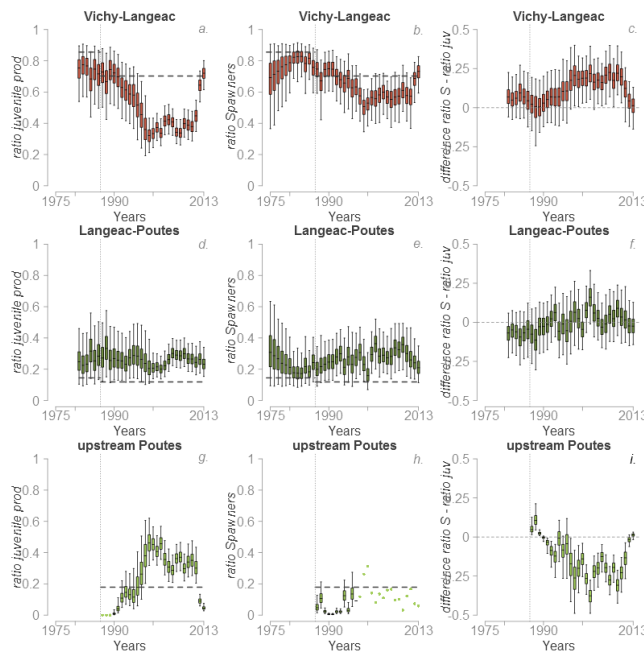 Vichy-Langeac
a.
ratio juvenile prod
1
0.8
0.6
0.4
0.2
0
1975 1990 2013
Years
Vichy-Langeac
b.
ratio Spawners
1
0.8
0.6
0.4
0.2
0
1975 1990 2013
Years
Vichy-Langeac
c.
difference ratio S - ratio juv
0.5
0.25
0
-0.25
-0.5
1975 1990 2013
Years
Langeac-Poutes
d.
ratio juvenile prod
1
0.8
0.6
0.4
0.2
0
1975 1990 2013
Years
Langeac-Poutes
e.
ratio Spawners
1
0.8
0.6
0.4
0.2
0
1975 1990 2013
Years
Langeac-Poutes
f.
difference ratio S - ratio juv
0.5
0.25
0
-0.25
-0.5
1975 1990 2013
Years
upstream Poutes
g.
ratio juvenile prod
1
0.8
0.6
0.4
0.2
0
1975 1990 2013
Years
upstream Poutes
h.
ratio Spawners
1
0.8
0.6
0.4
0.2
0
1975 1990 2013
Years
upstream Poutes
i.
difference ratio S - ratio juv
0.5
0.25
0
-0.25
-0.5
1975 1990 2013
Years